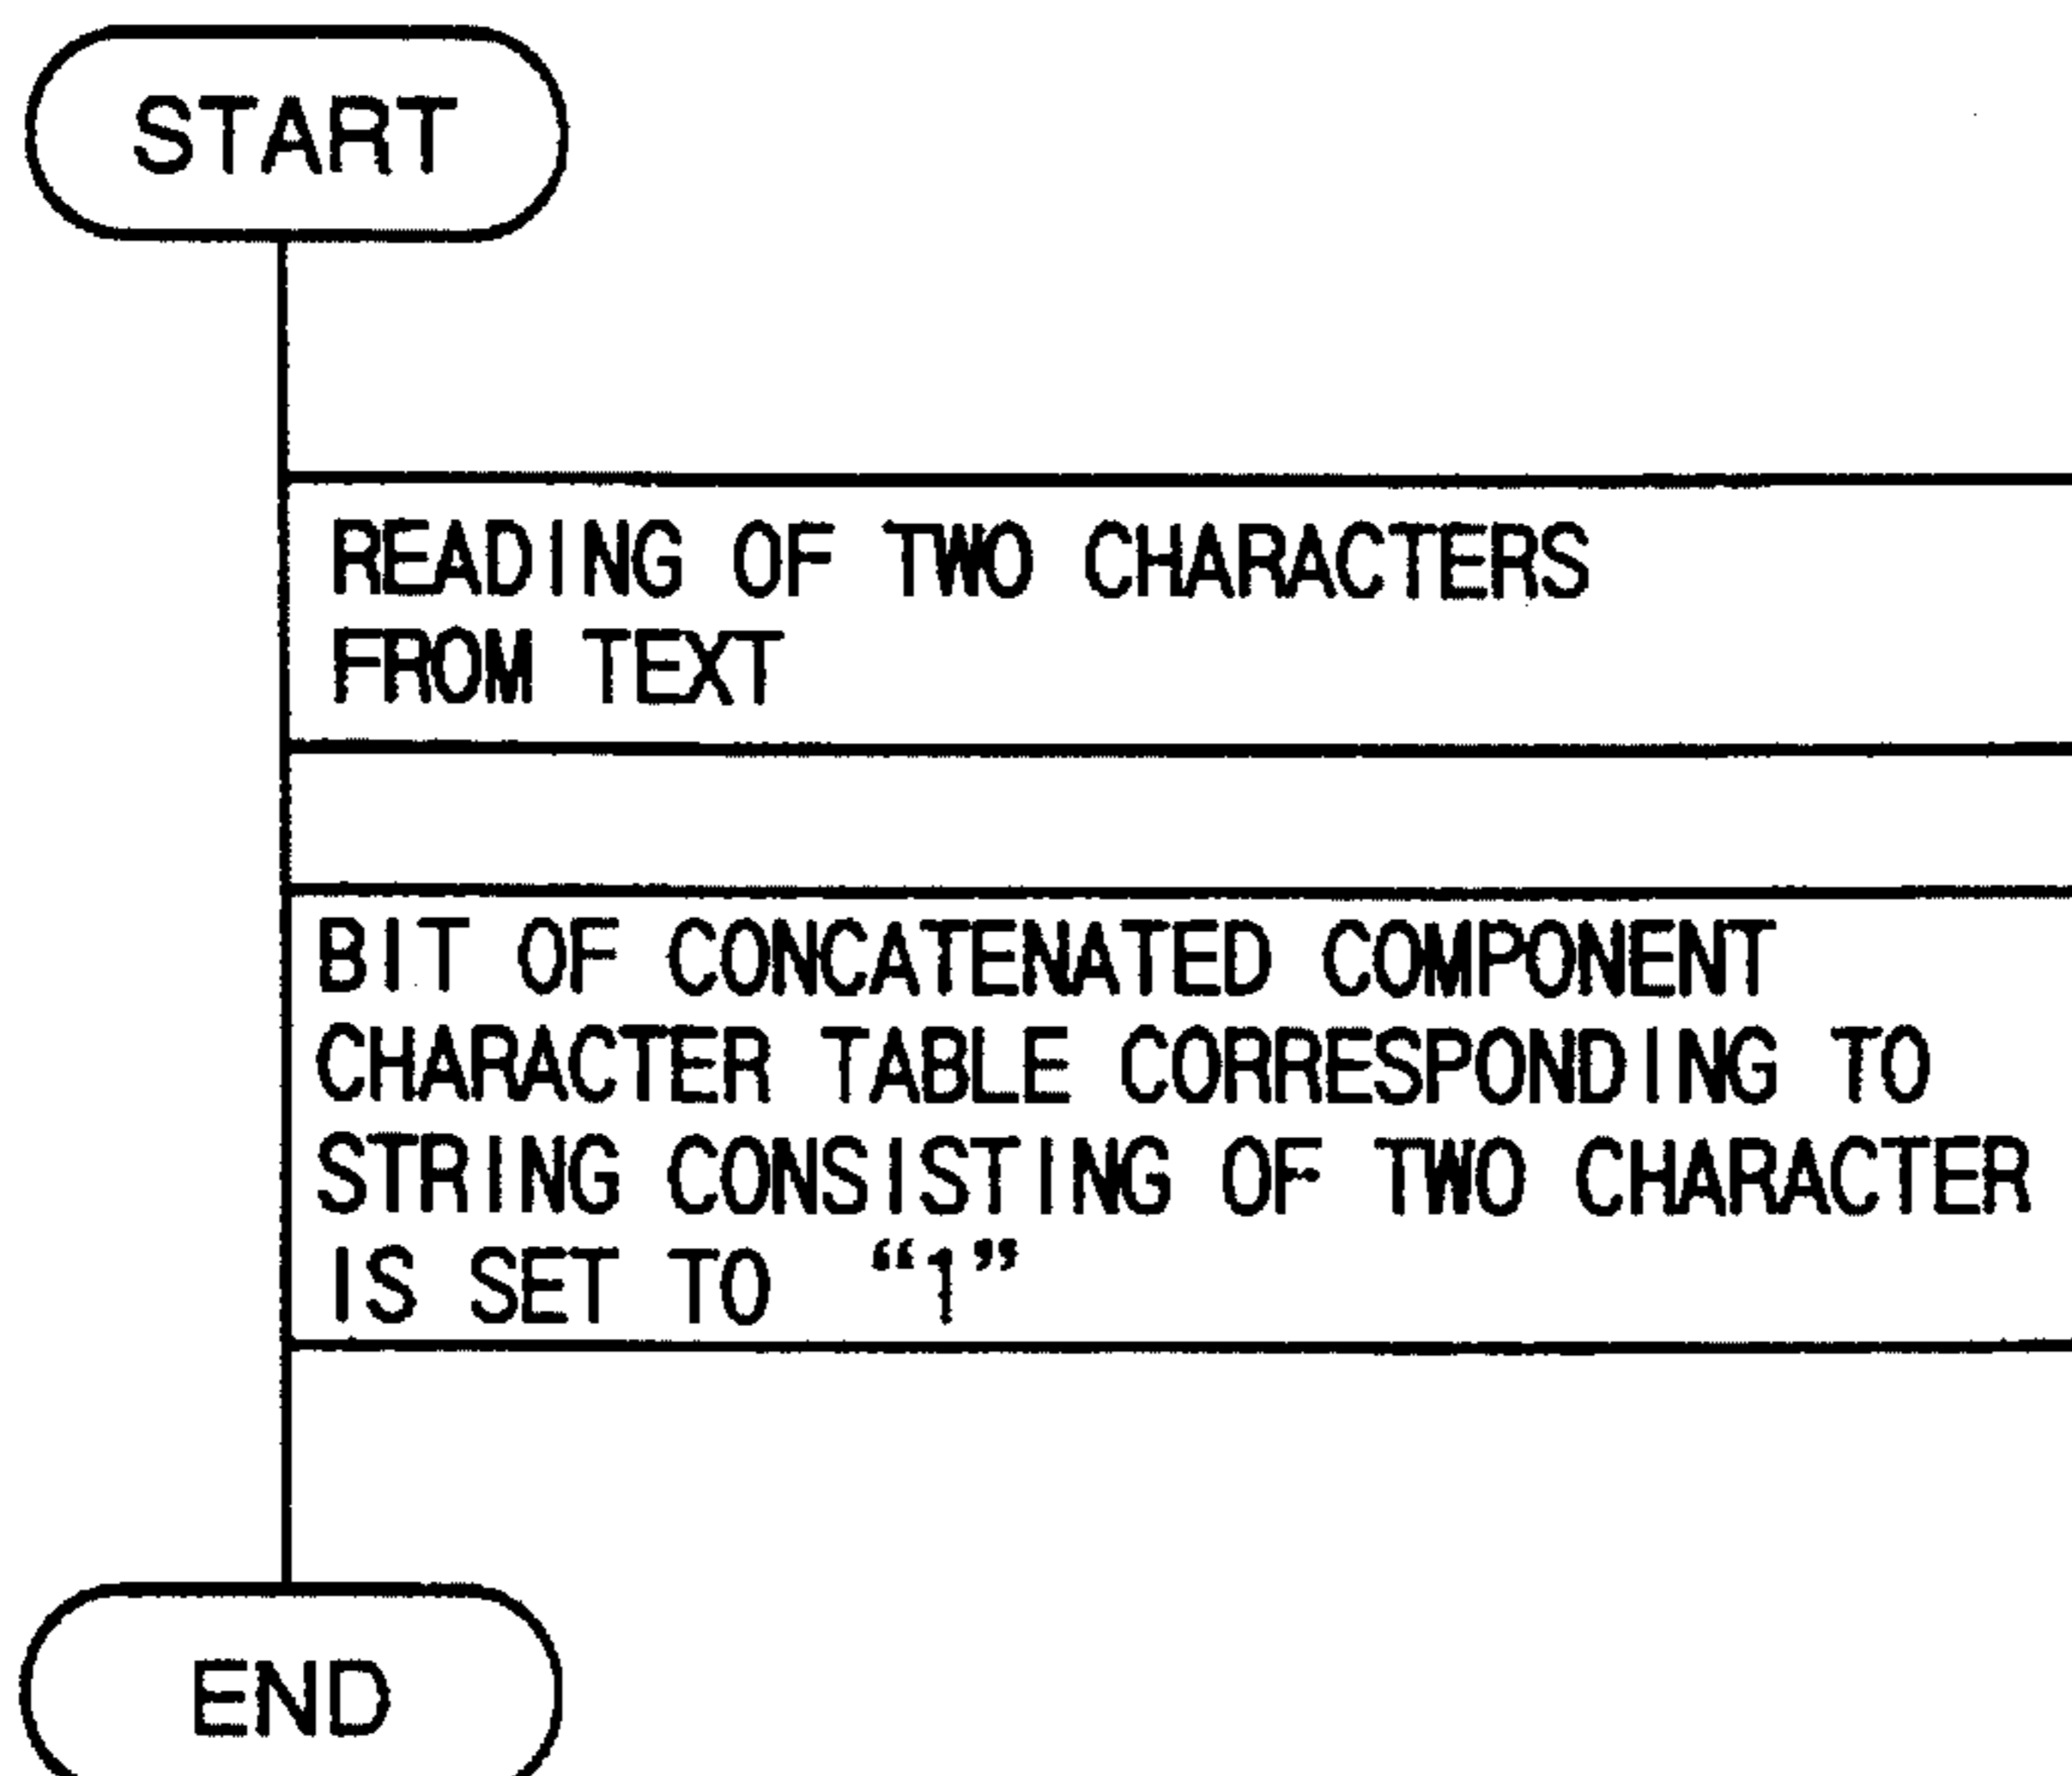 START
READING OF TWO CHARACTERS
FROM TEXT
BIT OF CONCATENATED COMPONENT
CHARACTER TABLE CORRESPONDING TO
STRING CONSISTING OF TWO CHARACTER
IS SET TO “1”
END